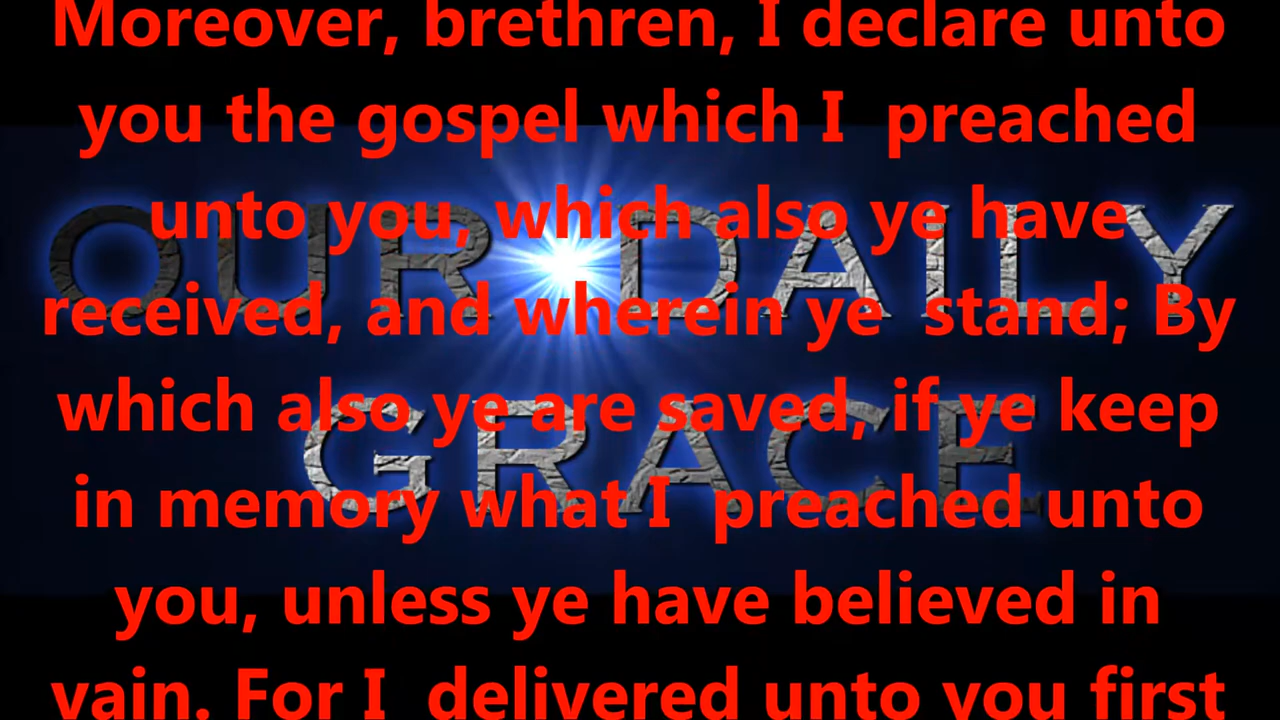 Moreover, brethren, I declare unto
you the gospel which I preached
unto you, which also ye have
received, and wherein ye stand; By
which also ye are saved, if ye keep
in memory what I preached unto
you, unless ye have believed in
vain. For I delivered unto you first
OUR DAILY
GRACE